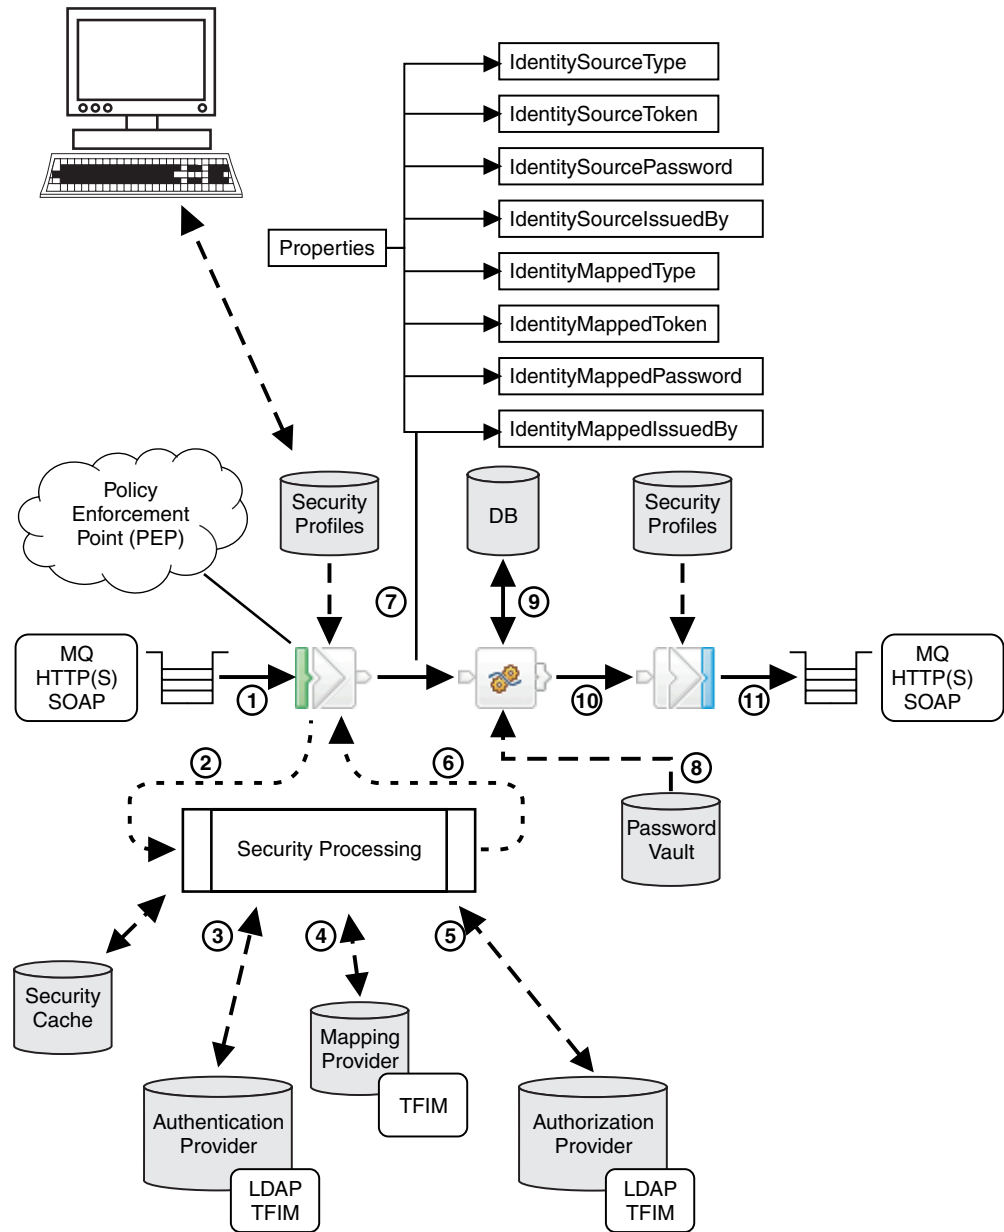 IdentitySourceType
IdentitySourceToken
IdentitySourcePassword
IdentitySourceIssuedBy
Properties
IdentityMappedType
IdentityMappedToken
IdentityMappedPassword
IdentityMappedIssuedBy
Policy
Enforcement
Point (PEP)
Security
Profiles
DB
Security
Profiles
7
9
MQ
HTTP(S)
SOAP
1
10
11
MQ
HTTP(S)
SOAP
2
6
8
Security Processing
Password
Vault
3
4
5
Security
Cache
Mapping
Provider
TFIM
Authentication
Provider
LDAP
TFIM
Authorization
Provider
LDAP
TFIM